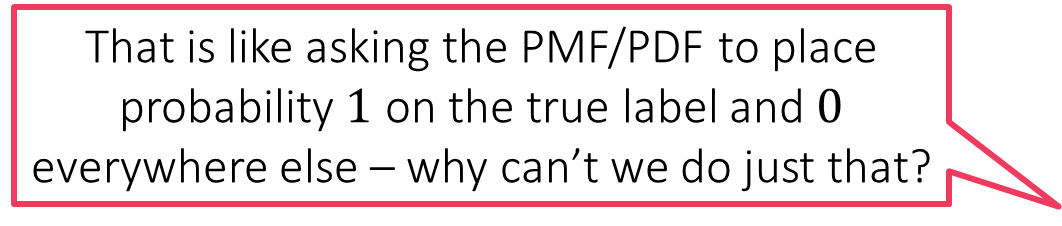 That is like asking the PMF/PDF to place
probability 1 on the true label and 0
everywhere else – why can’t we do just that?